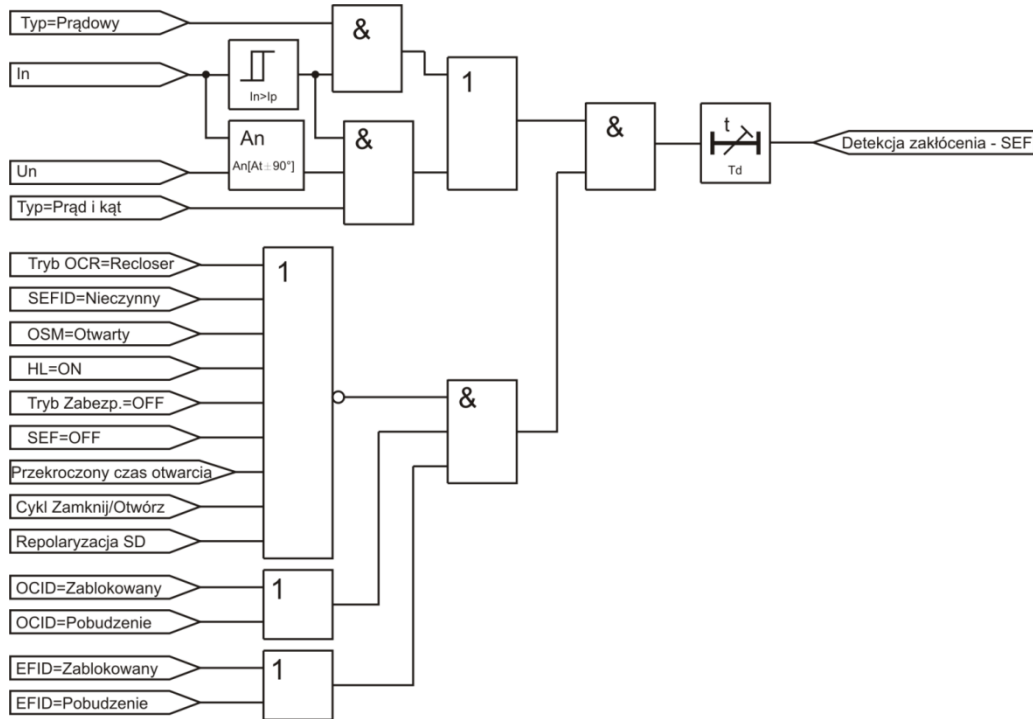 Typ=Prądowy
&
In
In>Ip
1
An
An[At±90°]
&
Un
Typ=Prąd i kąt
&
t
Td
Detekcja zakłócenia - SEF
Tryb OCR=Recloser
1
SEFID=Nieczynny
OSM=Otwarty
HL=ON
Tryb Zabezp.=OFF
&
SEF=OFF
Przekroczony czas otwarcia
Cykl Zamknij/Otwórz
Repolaryzacja SD
OCID=Zablokowany
1
OCID=Pobudzenie
EFID=Zablokowany
1
EFID=Pobudzenie